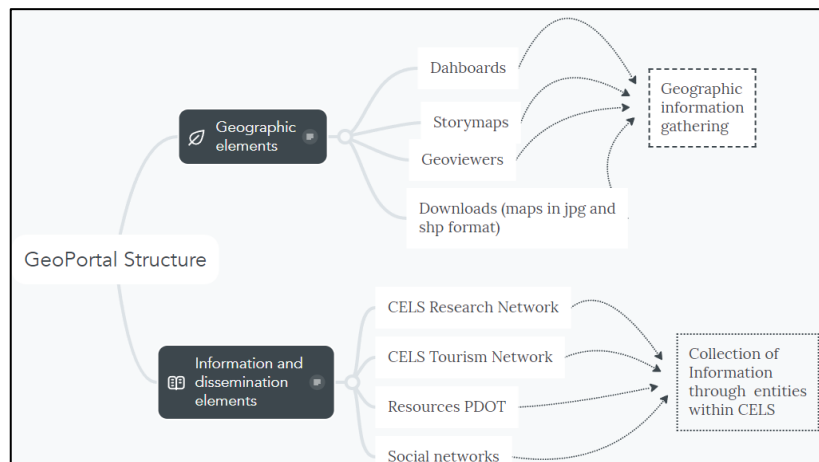 GeoPortal Structure
Geographic
elements
Dahboards
Storymaps
Geoviewers
Downloads (maps in jpg and
shp format)
Geographic
information
gathering
Information and
dissemination
elements
CELS Research Network
CELS Tourism Network
Resources PDOT
Social networks
Collection of
Information
through entities
within CELS